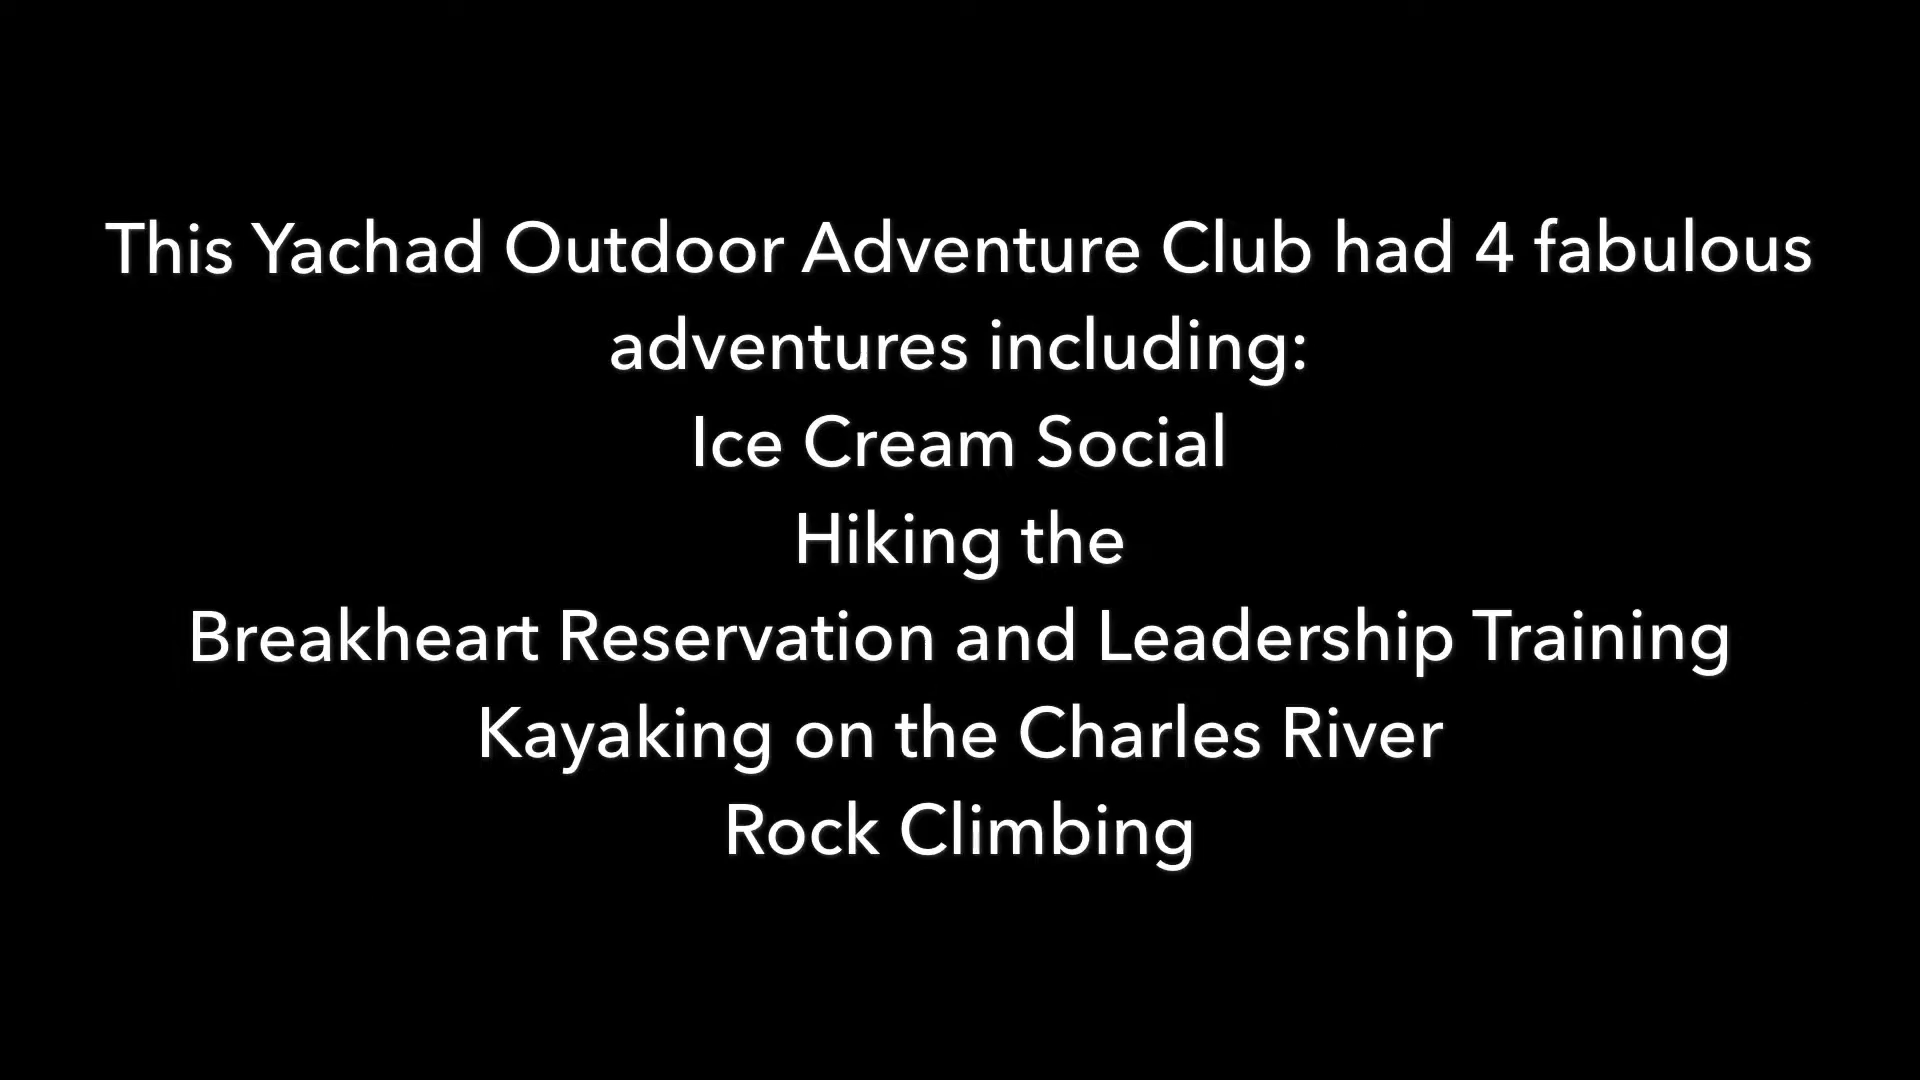 This Yachad Outdoor Adventure Club had 4 fabulous
adventures including:
Ice Cream Social
Hiking the
Breakheart Reservation and Leadership Training
Kayaking on the Charles River
Rock Climbing